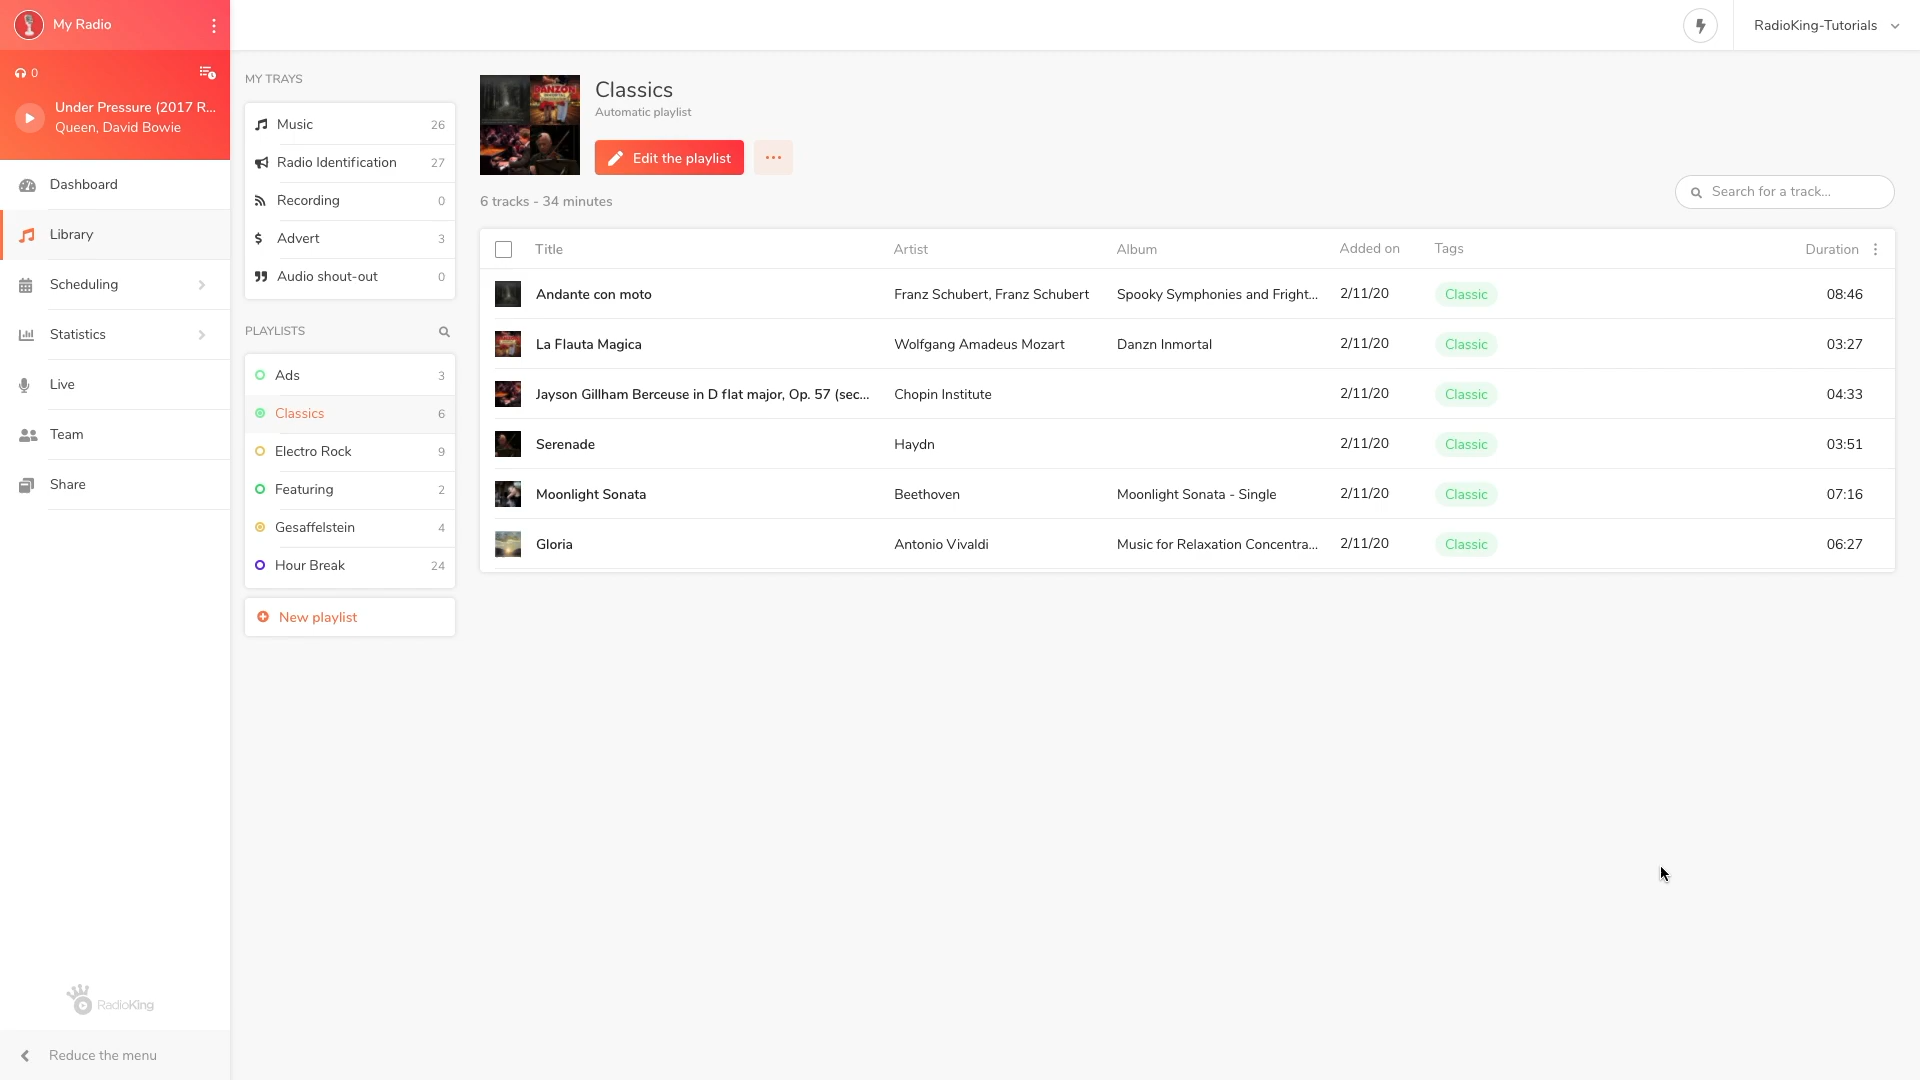 My Radio
RadioKing-Tutorials
0
Under Pressure (2017 R...
Queen, David Bowie
Dashboard
Library
Scheduling
Statistics
Live
Team
Share
RadioKing
Reduce the menu
MY TRAYS
Music 26
Radio Identification 27
Recording 0
Advert 3
Audio shout-out 0
PLAYLISTS
Ads 3
Classics 6
Electro Rock 9
Featuring 2
Gesaffelstein 4
Hour Break 24
New playlist
Classics
Automatic playlist
Edit the playlist
6 tracks - 34 minutes
Search for a track...
Title Artist Album Added on Tags Duration
Andante con moto Franz Schubert, Franz Schubert Spooky Symphonies and Fright... 2/11/20 Classic 08:46
La Flauta Magica Wolfgang Amadeus Mozart Danzn Inmortal 2/11/20 Classic 03:27
Jayson Gillham Berceuse in D flat major, Op. 57 (sec... Chopin Institute 2/11/20 Classic 04:33
Serenade Haydn 2/11/20 Classic 03:51
Moonlight Sonata Beethoven Moonlight Sonata - Single 2/11/20 Classic 07:16
Gloria Antonio Vivaldi Music for Relaxation Concentra... 2/11/20 Classic 06:27